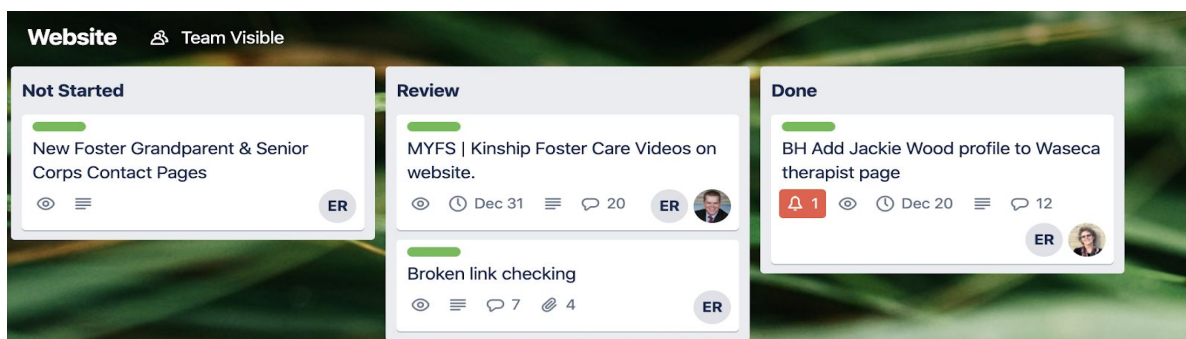 Website Team Visible
Not Started
New Foster Grandparent & Senior
Corps Contact Pages
ER
Review
MYFS | Kinship Foster Care Videos on
website.
Dec 31 20 ER
Broken link checking
7 4 ER
Done
BH Add Jackie Wood profile to Waseca
therapist page
1 Dec 20 12
ER